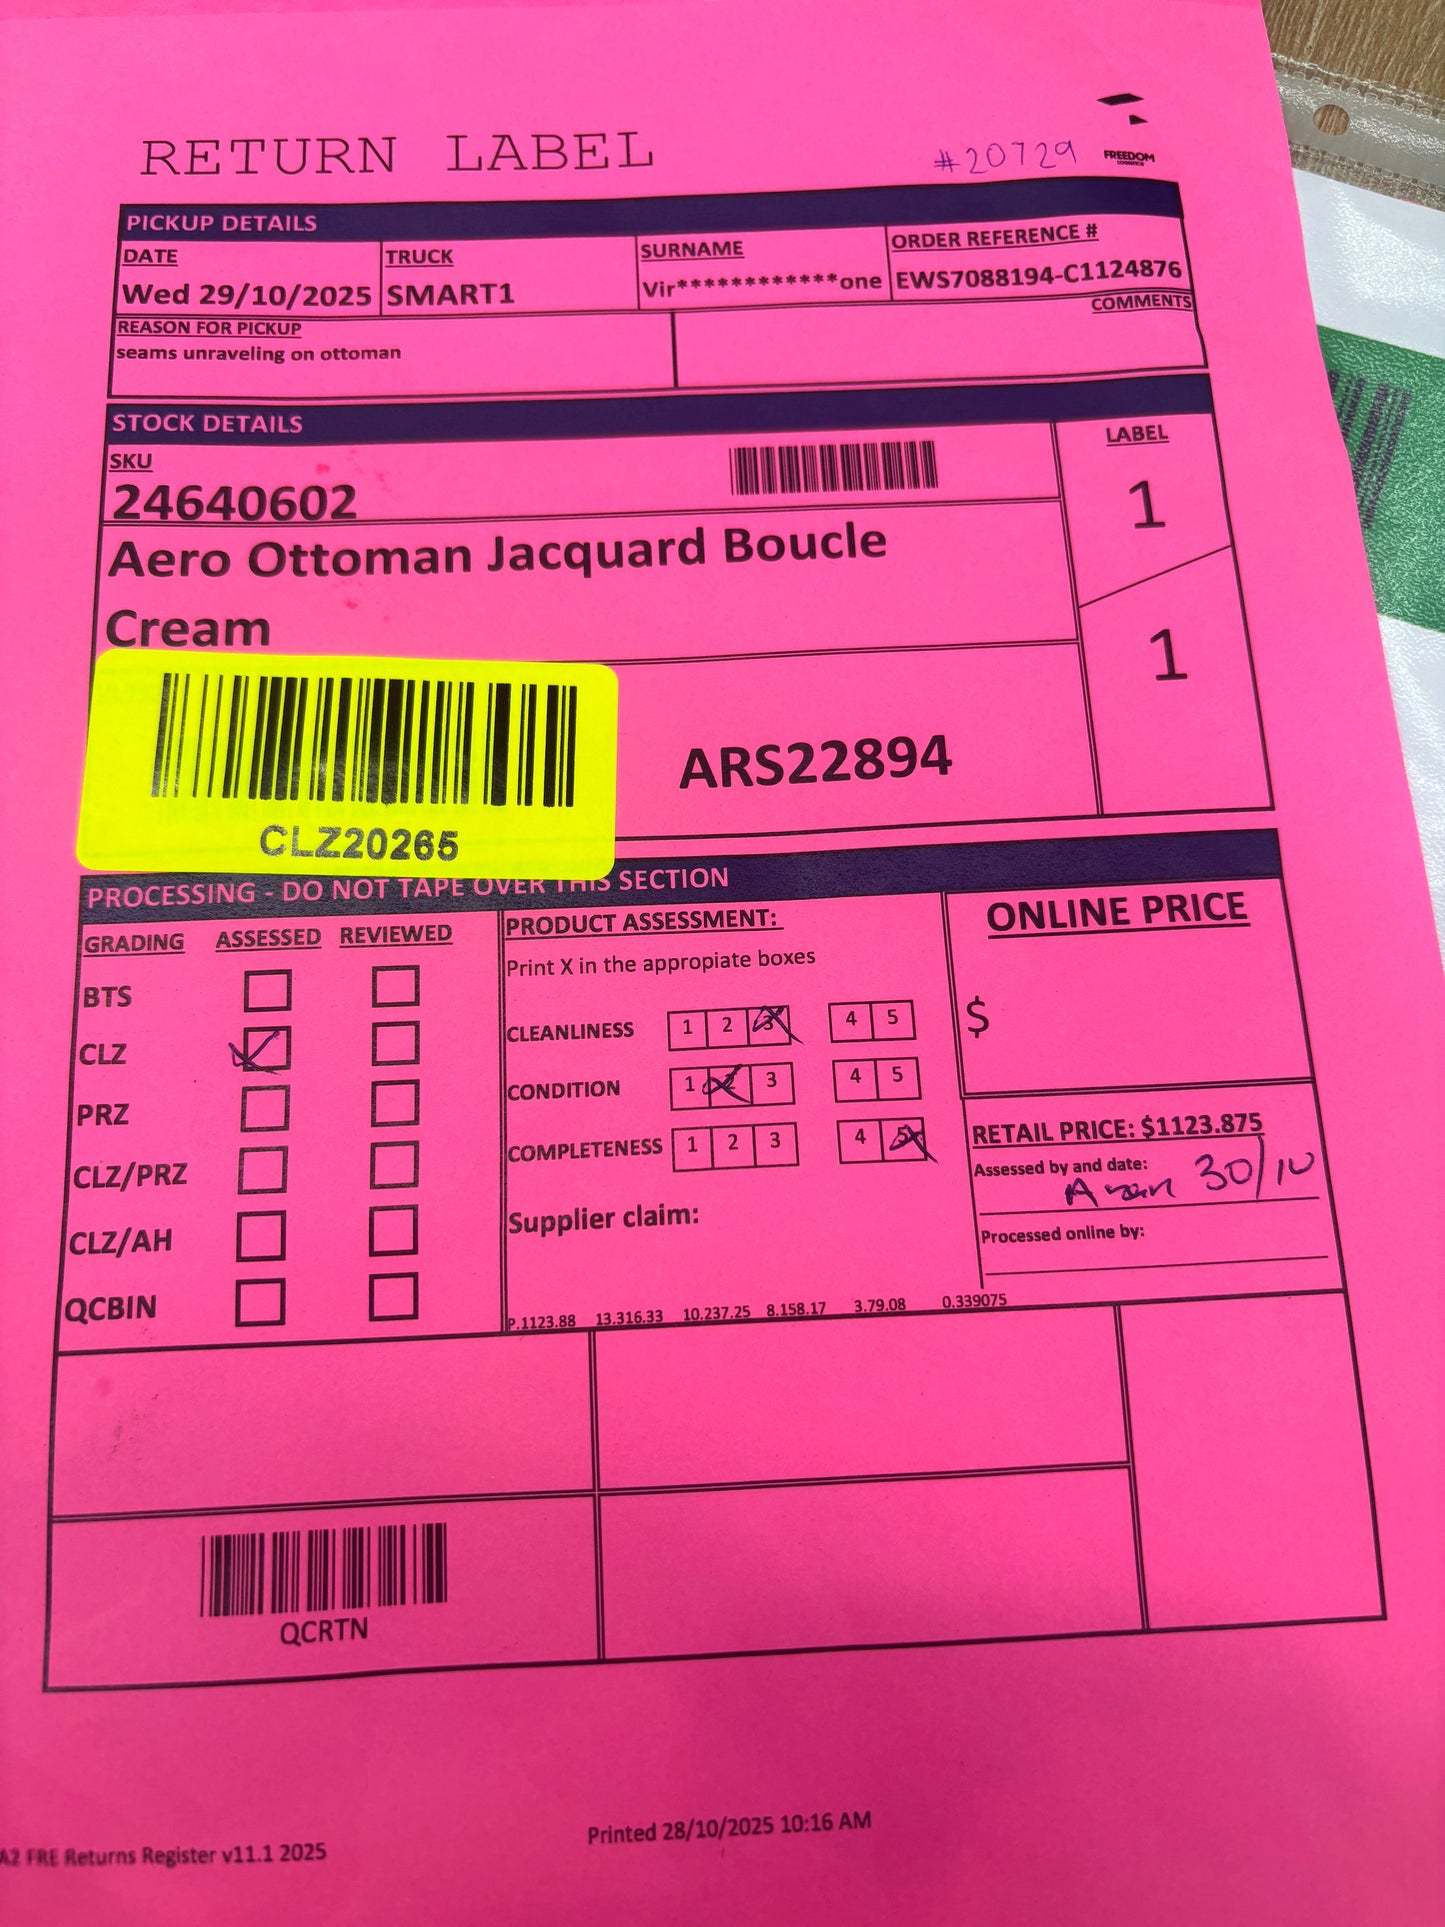 RETURN LABEL
#20729
FREEDOM
PICKUP DETAILS
DATE TRUCK SURNAME ORDER REFERENCE #
Wed 29/10/2025 SMART1 Vir************one EWS7088194-C1124876
REASON FOR PICKUP COMMENTS
seams unraveling on ottoman
STOCK DETAILS
SKU LABEL
24640602 1
Aero Ottoman Jacquard Boucle
Cream
1
ARS22894
CLZ20265
PROCESSING - DO NOT TAPE OVER THIS SECTION
GRADING ASSESSED REVIEWED
BTS
CLZ
PRZ
CLZ/PRZ
CLZ/AH
QCBIN
PRODUCT ASSESSMENT:
Print X in the appropiate boxes
CLEANLINESS 1 2 3 4 5
CONDITION 1 2 3 4 5
COMPLETENESS 1 2 3 4 5
Supplier claim:
P.1123.88 13.316.33 10.237.25 8.158.17 3.79.08 0.339075
ONLINE PRICE
$
RETAIL PRICE: $1123.875
Assessed by and date:
30/10
Processed online by:
QCRTN
Printed 28/10/2025 10:16 AM
A2 FRE Returns Register v11.1 2025